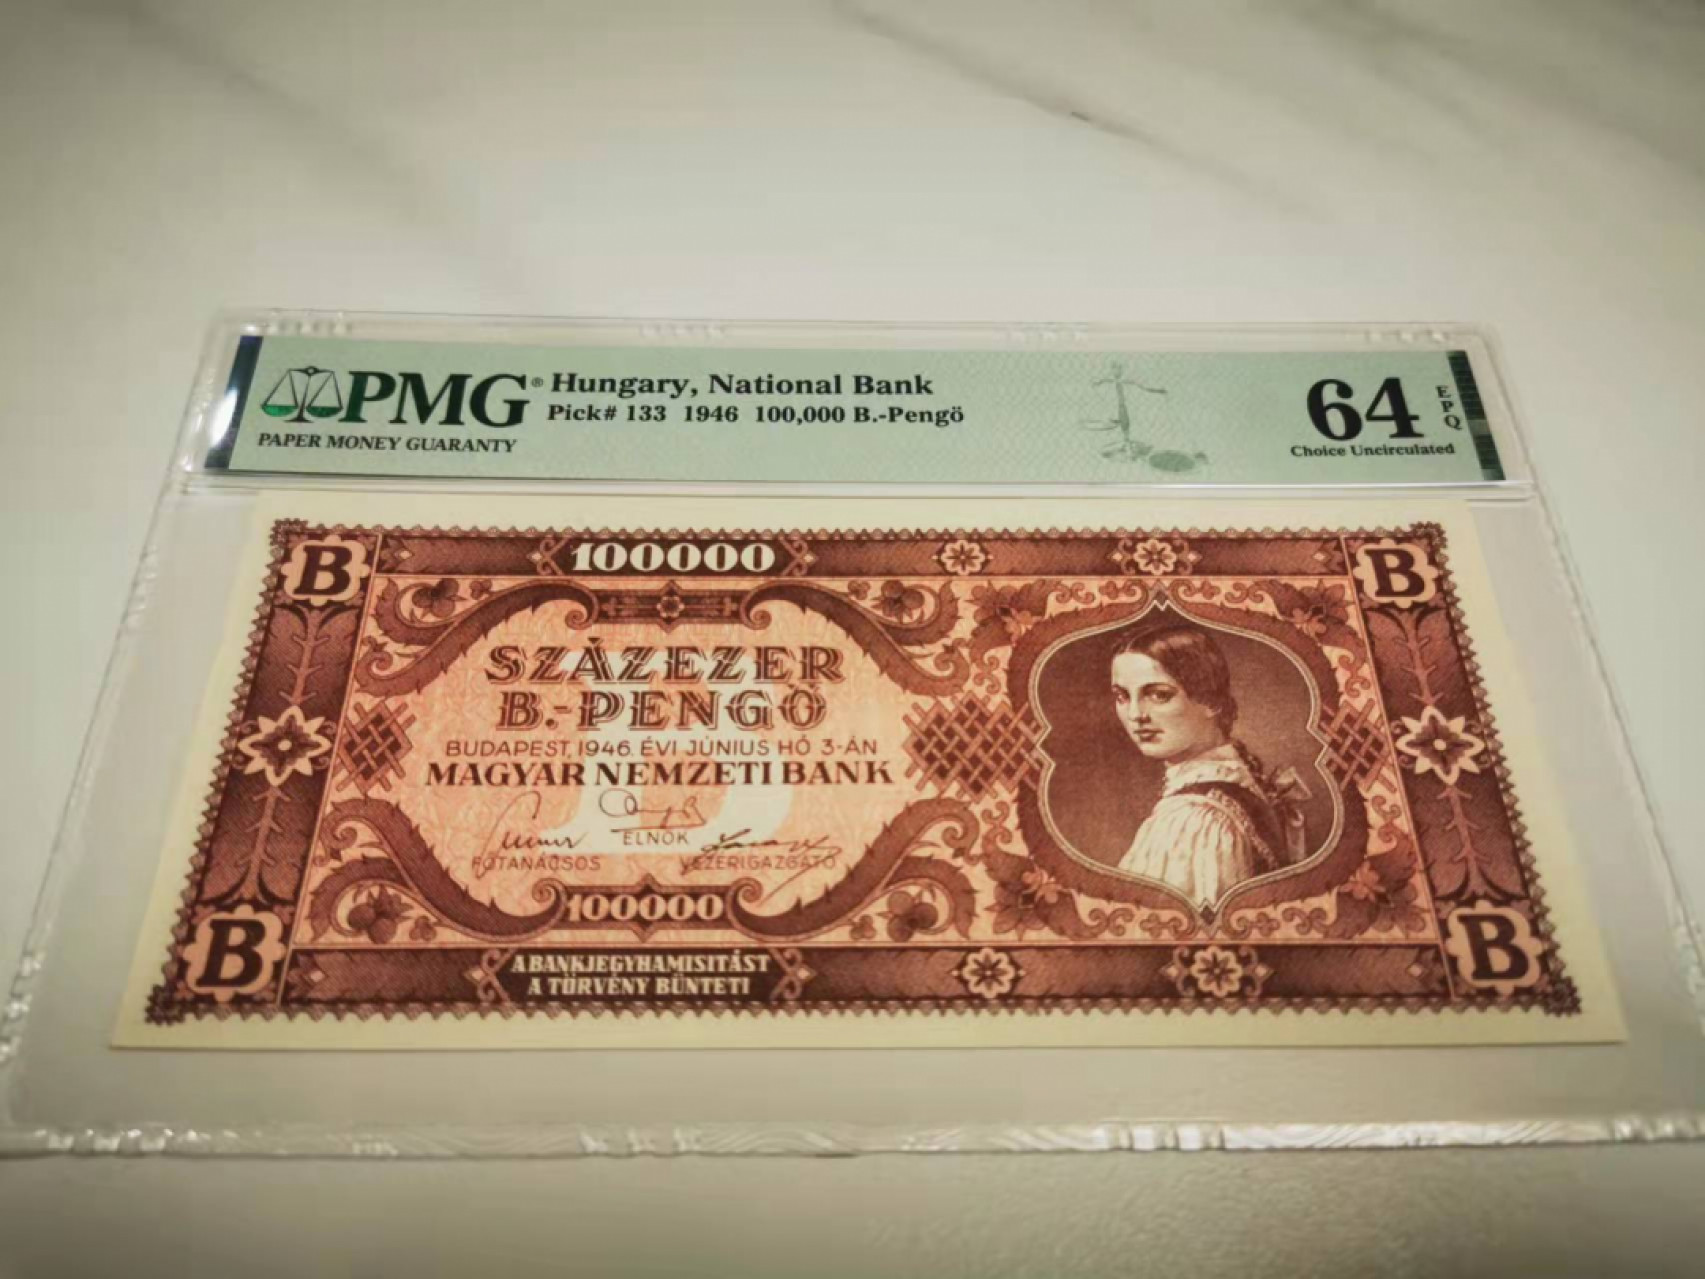 PMG®
PAPER MONEY GUARANTY
Hungary, National Bank
Pick# 133 1946 100,000 B.-Pengö
64 EPQ
Choice Uncirculated
B 100000 B
SZÁZEZER
B.-PENGŐ
BUDAPEST, 1946. ÉVI JÚNIUS HÓ 3-ÁN
MAGYAR NEMZETI BANK
ELNÖK
FŐTANÁCSOS VEZÉRIGAZGATÓ
100000
B B
A BANKJEGYHAMISITÁST
A TÖRVÉNY BÜNTETI